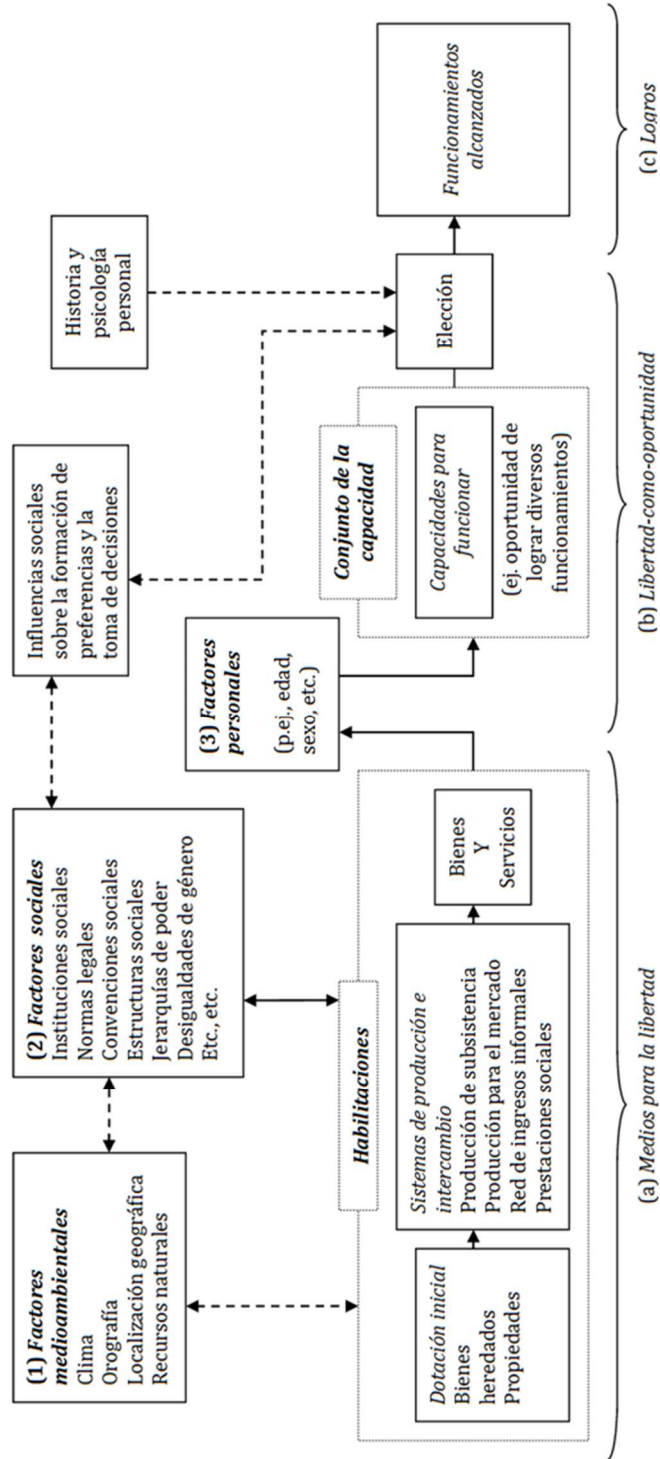 (1) Factores
medioambientales
Clima
Orografía
Localización geográfica
Recursos naturales
(2) Factores sociales
Instituciones sociales
Normas legales
Convenciones sociales
Estructuras sociales
Jerarquías de poder
Desigualdades de género
Etc., etc.
Influencias sociales
sobre la formación de
preferencias y la
toma de decisiones
Historia y
psicología
personal
Habilitaciones
Dotación inicial
Bienes
heredados
Propiedades
Sistemas de producción e
intercambio
Producción de subsistencia
Producción para el mercado
Red de ingresos informales
Prestaciones sociales
Bienes
Y
Servicios
(3) Factores
personales
(p.ej., edad,
sexo, etc.)
Conjunto de la
capacidad
Capacidades para
funcionar
(ej. oportunidad de
lograr diversos
funcionamientos)
Elección
Funcionamientos
alcanzados
(a) Medios para la libertad
(b) Libertad-como-oportunidad
(c) Logros